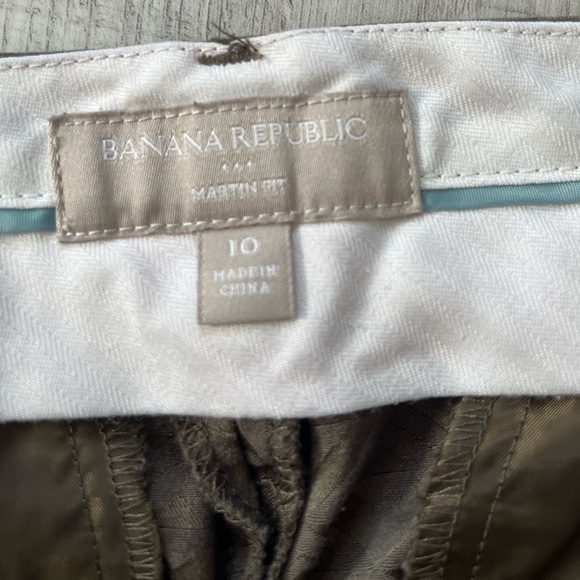 BANANA REPUBLIC
MARTIN FIT
10
MADE IN
CHINA